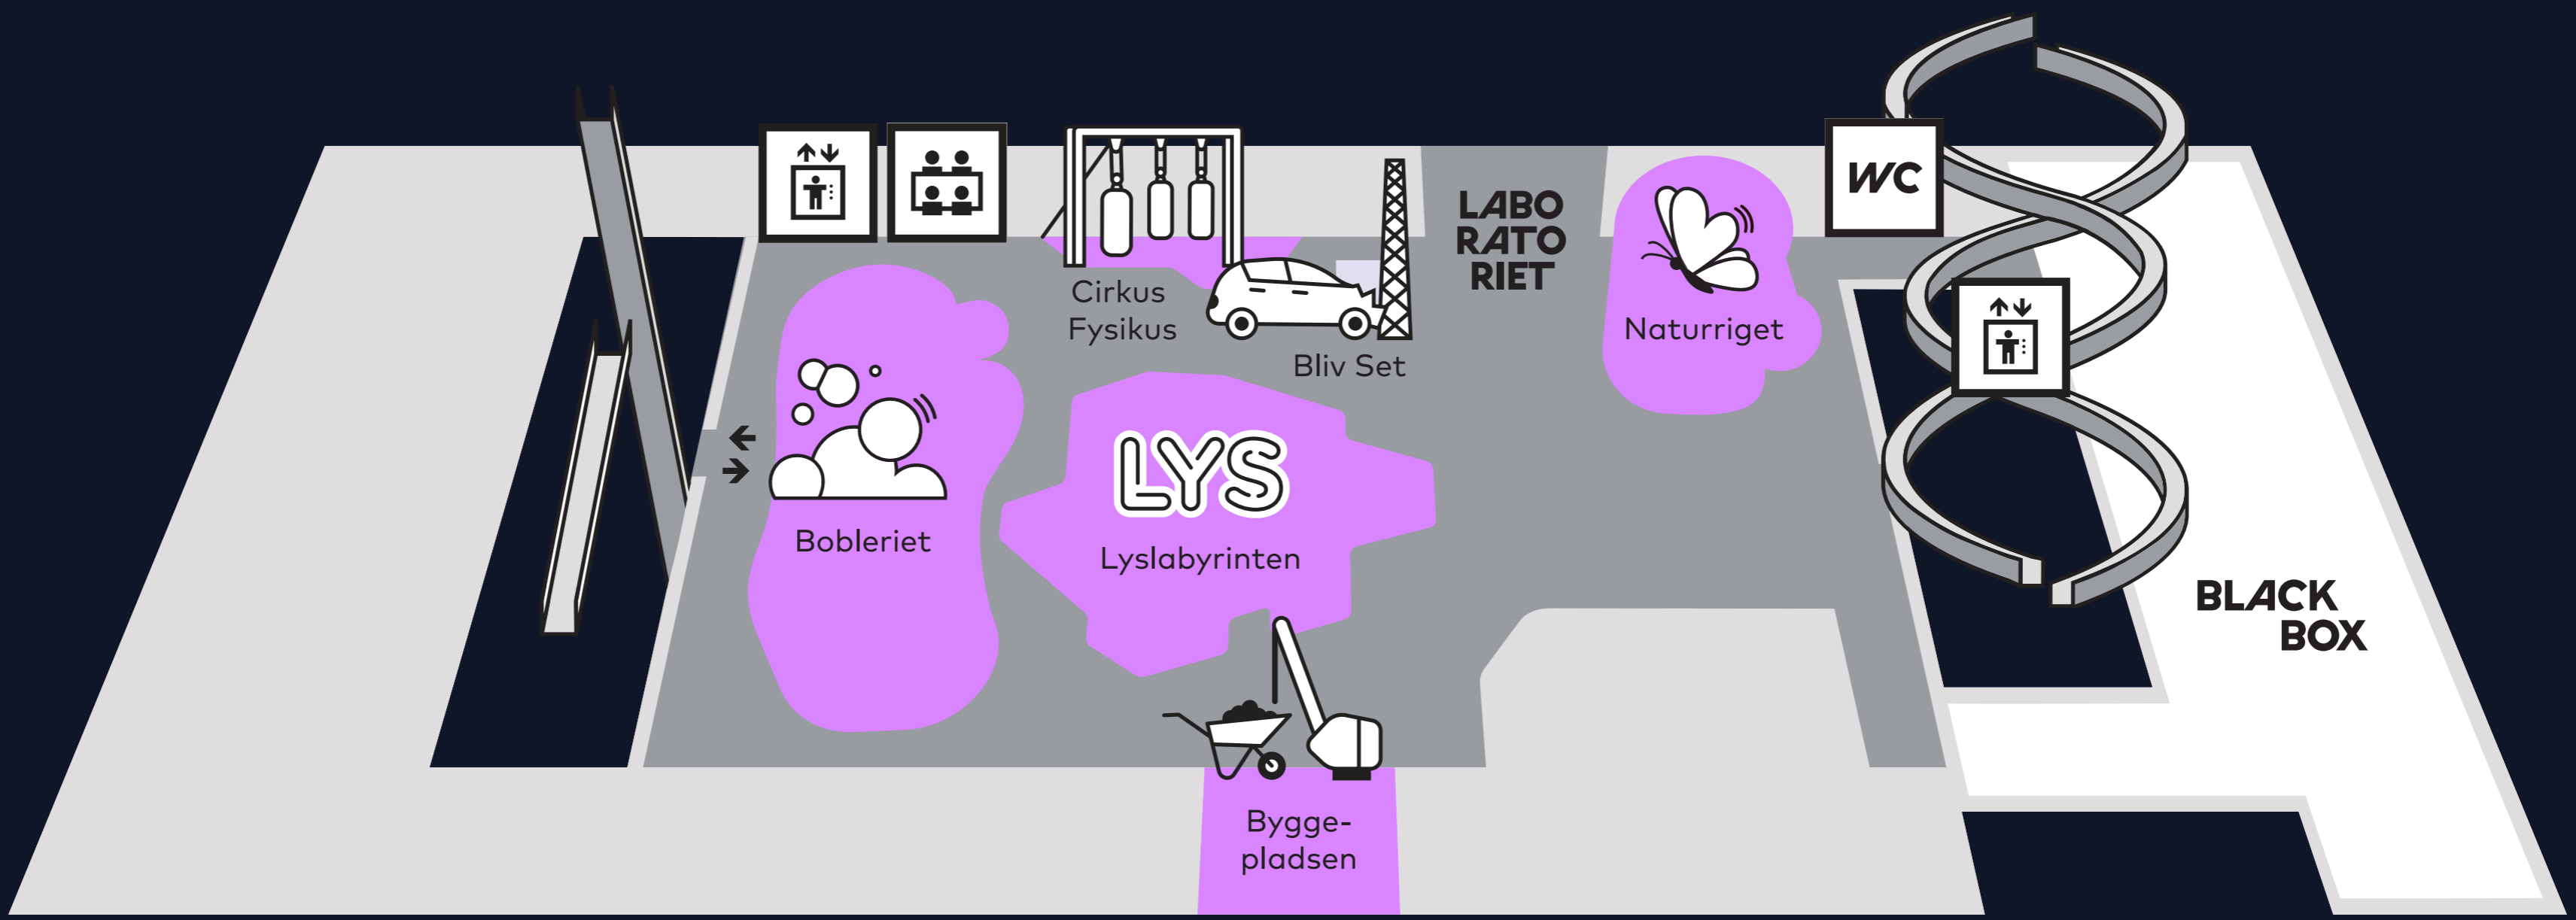 WC
LABO
RATO
RIET
Cirkus
Fysikus
Bliv Set
Naturriget
LYS
Bobleriet
Lyslabyrinten
BLACK
BOX
Bygge-
pladsen